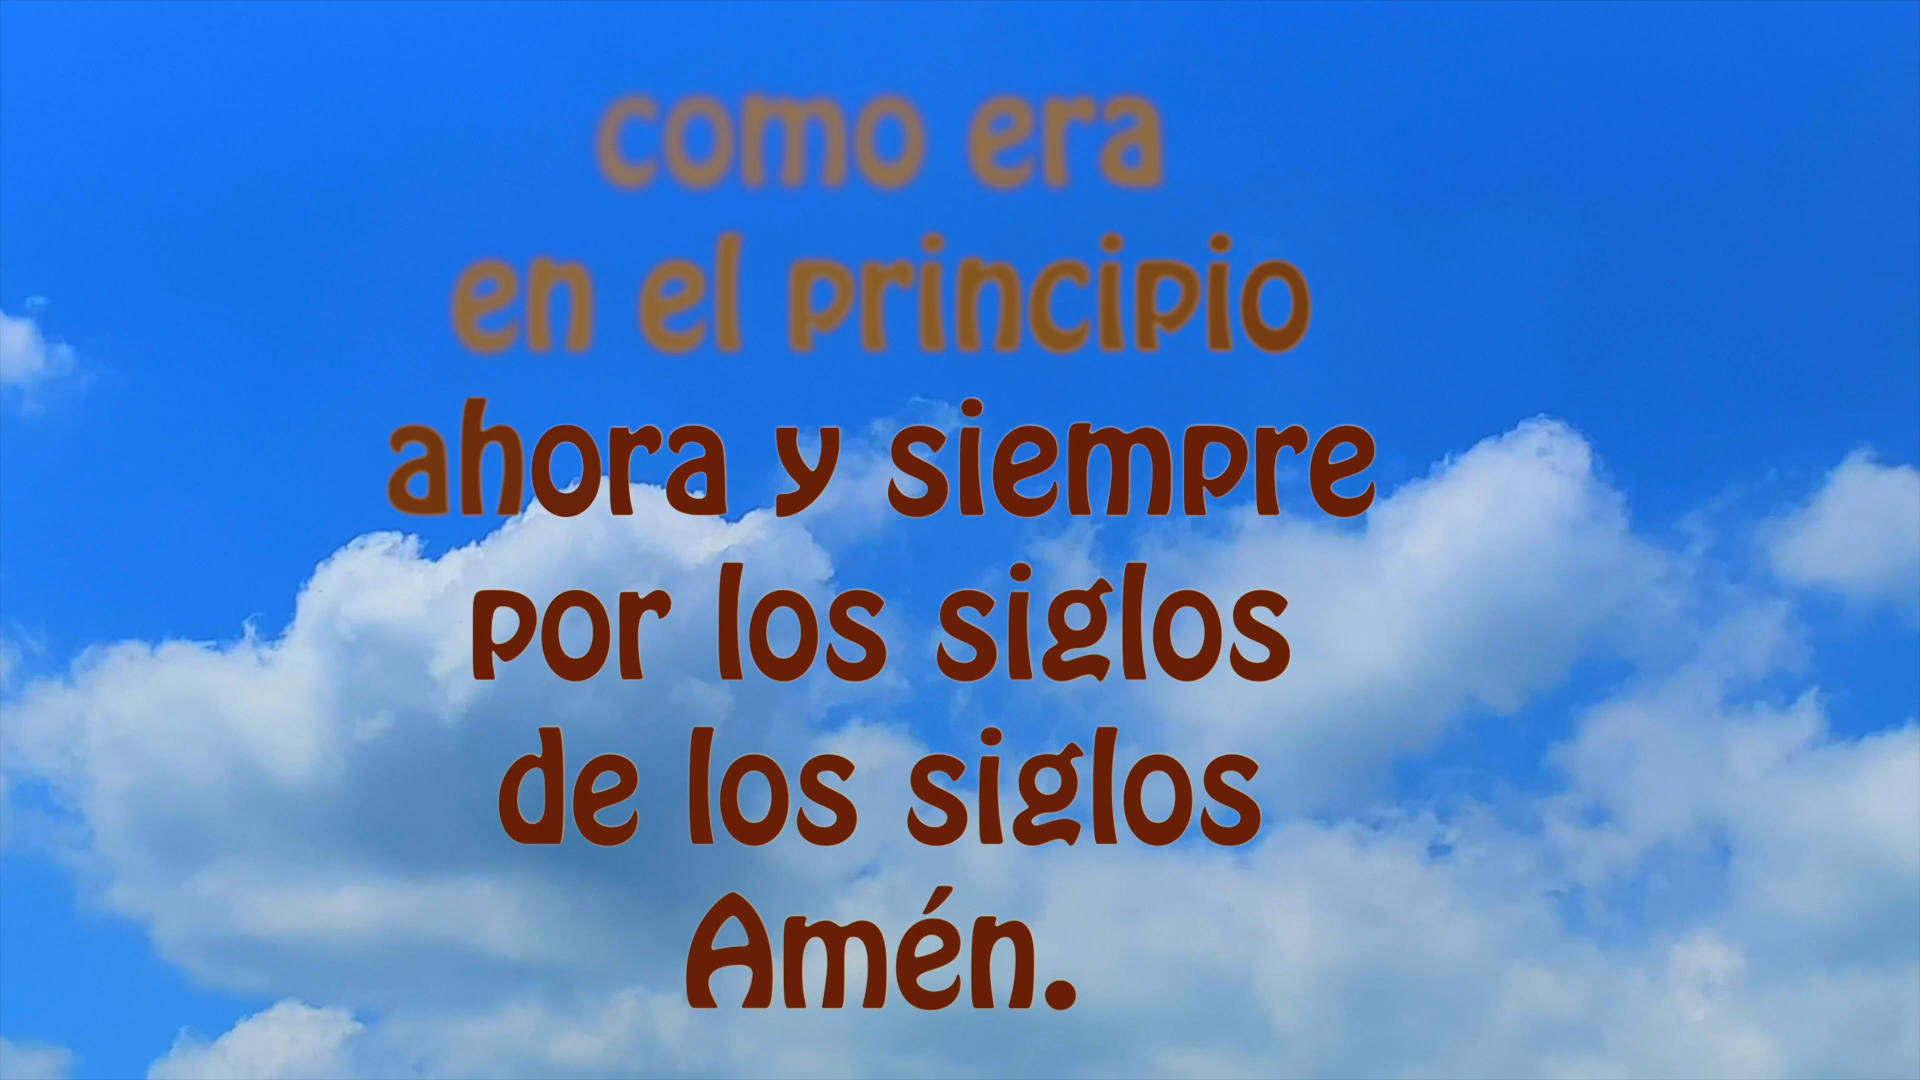 como era
en el principio
ahora y siempre
por los siglos
de los siglos
Amén.